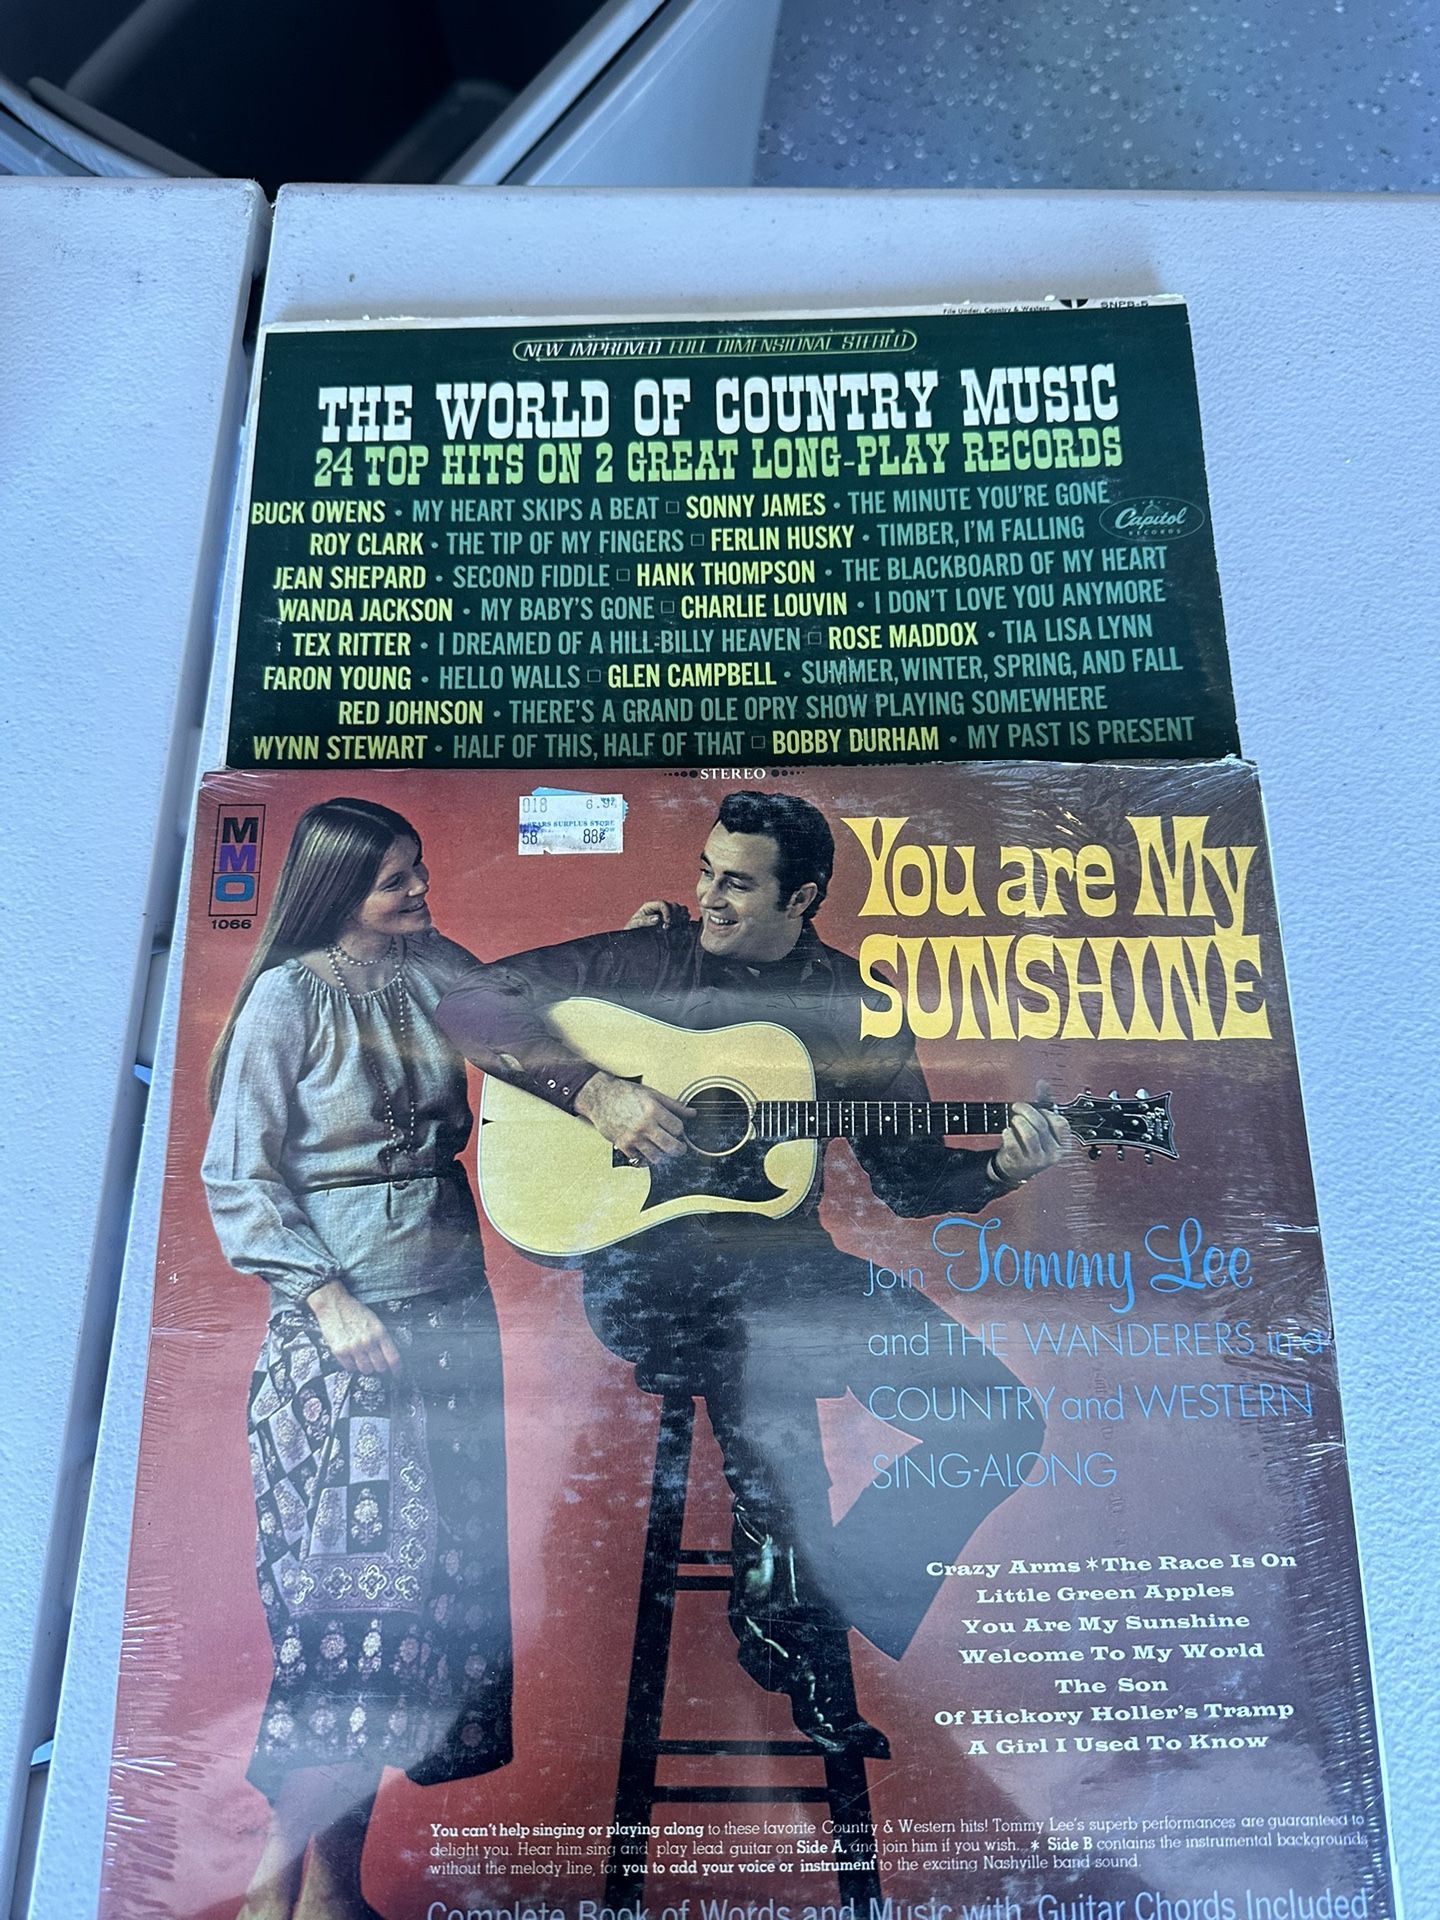 File Under: Country & Western
SNPB-5
NEW IMPROVED FULL DIMENSIONAL STEREO
THE WORLD OF COUNTRY MUSIC
24 TOP HITS ON 2 GREAT LONG-PLAY RECORDS
BUCK OWENS • MY HEART SKIPS A BEAT □ SONNY JAMES • THE MINUTE YOU'RE GONE
Capitol
RECORDS
ROY CLARK • THE TIP OF MY FINGERS □ FERLIN HUSKY • TIMBER, I'M FALLING
JEAN SHEPARD • SECOND FIDDLE □ HANK THOMPSON • THE BLACKBOARD OF MY HEART
WANDA JACKSON • MY BABY'S GONE □ CHARLIE LOUVIN • I DON'T LOVE YOU ANYMORE
TEX RITTER • I DREAMED OF A HILL-BILLY HEAVEN □ ROSE MADDOX • TIA LISA LYNN
FARON YOUNG • HELLO WALLS □ GLEN CAMPBELL • SUMMER, WINTER, SPRING, AND FALL
RED JOHNSON • THERE'S A GRAND OLE OPRY SHOW PLAYING SOMEWHERE
WYNN STEWART • HALF OF THIS, HALF OF THAT □ BOBBY DURHAM • MY PAST IS PRESENT
STEREO
MMO
1066
018 6.94
SEARS SURPLUS STORE
58 88¢
You are My
SUNSHINE
Join Tommy Lee
and THE WANDERERS in a
COUNTRY and WESTERN
SING-ALONG
Crazy Arms * The Race Is On
Little Green Apples
You Are My Sunshine
Welcome To My World
The Son
Of Hickory Holler's Tramp
A Girl I Used To Know
You can't help singing or playing along to these favorite Country & Western hits! Tommy Lee's superb performances are guaranteed to
delight you. Hear him sing and play lead guitar on Side A, and join him if you wish... * Side B contains the instrumental backgrounds
without the melody line, for you to add your voice or instrument to the exciting Nashville band sound.
Complete Book of Words and Music with Guitar Chords Included